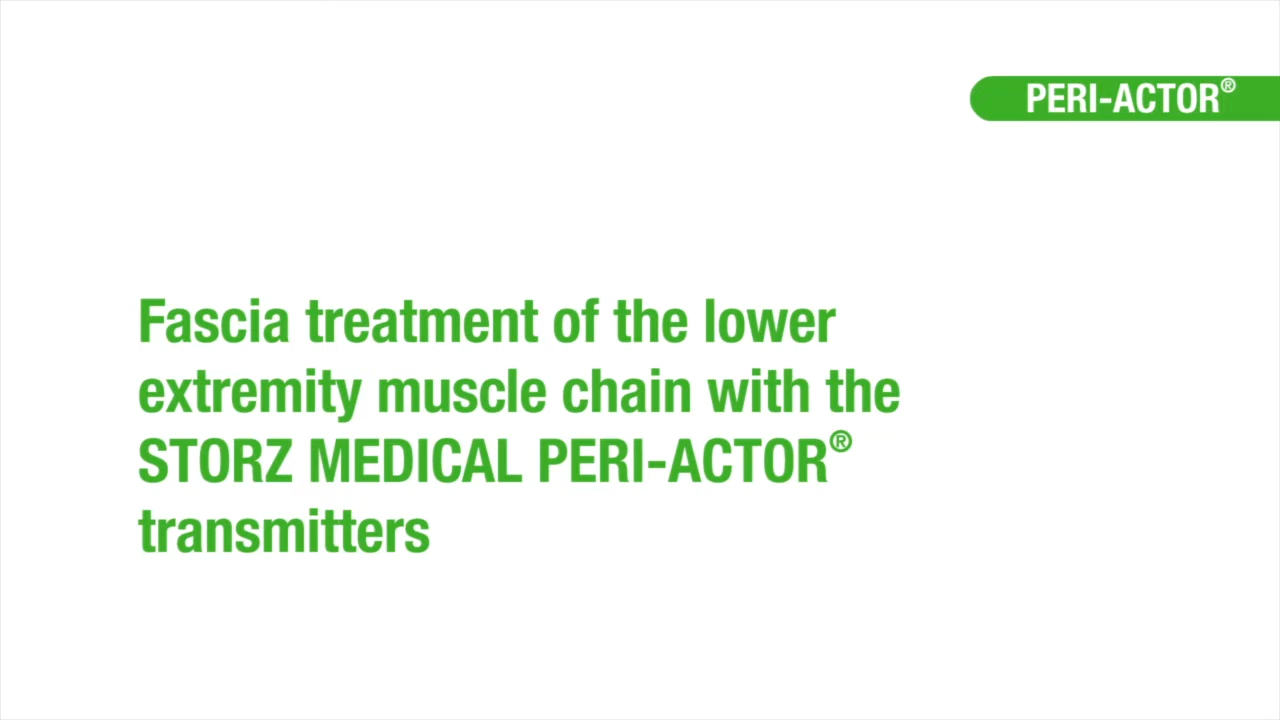 PERI-ACTOR®
Fascia treatment of the lower
extremity muscle chain with the
STORZ MEDICAL PERI-ACTOR®
transmitters